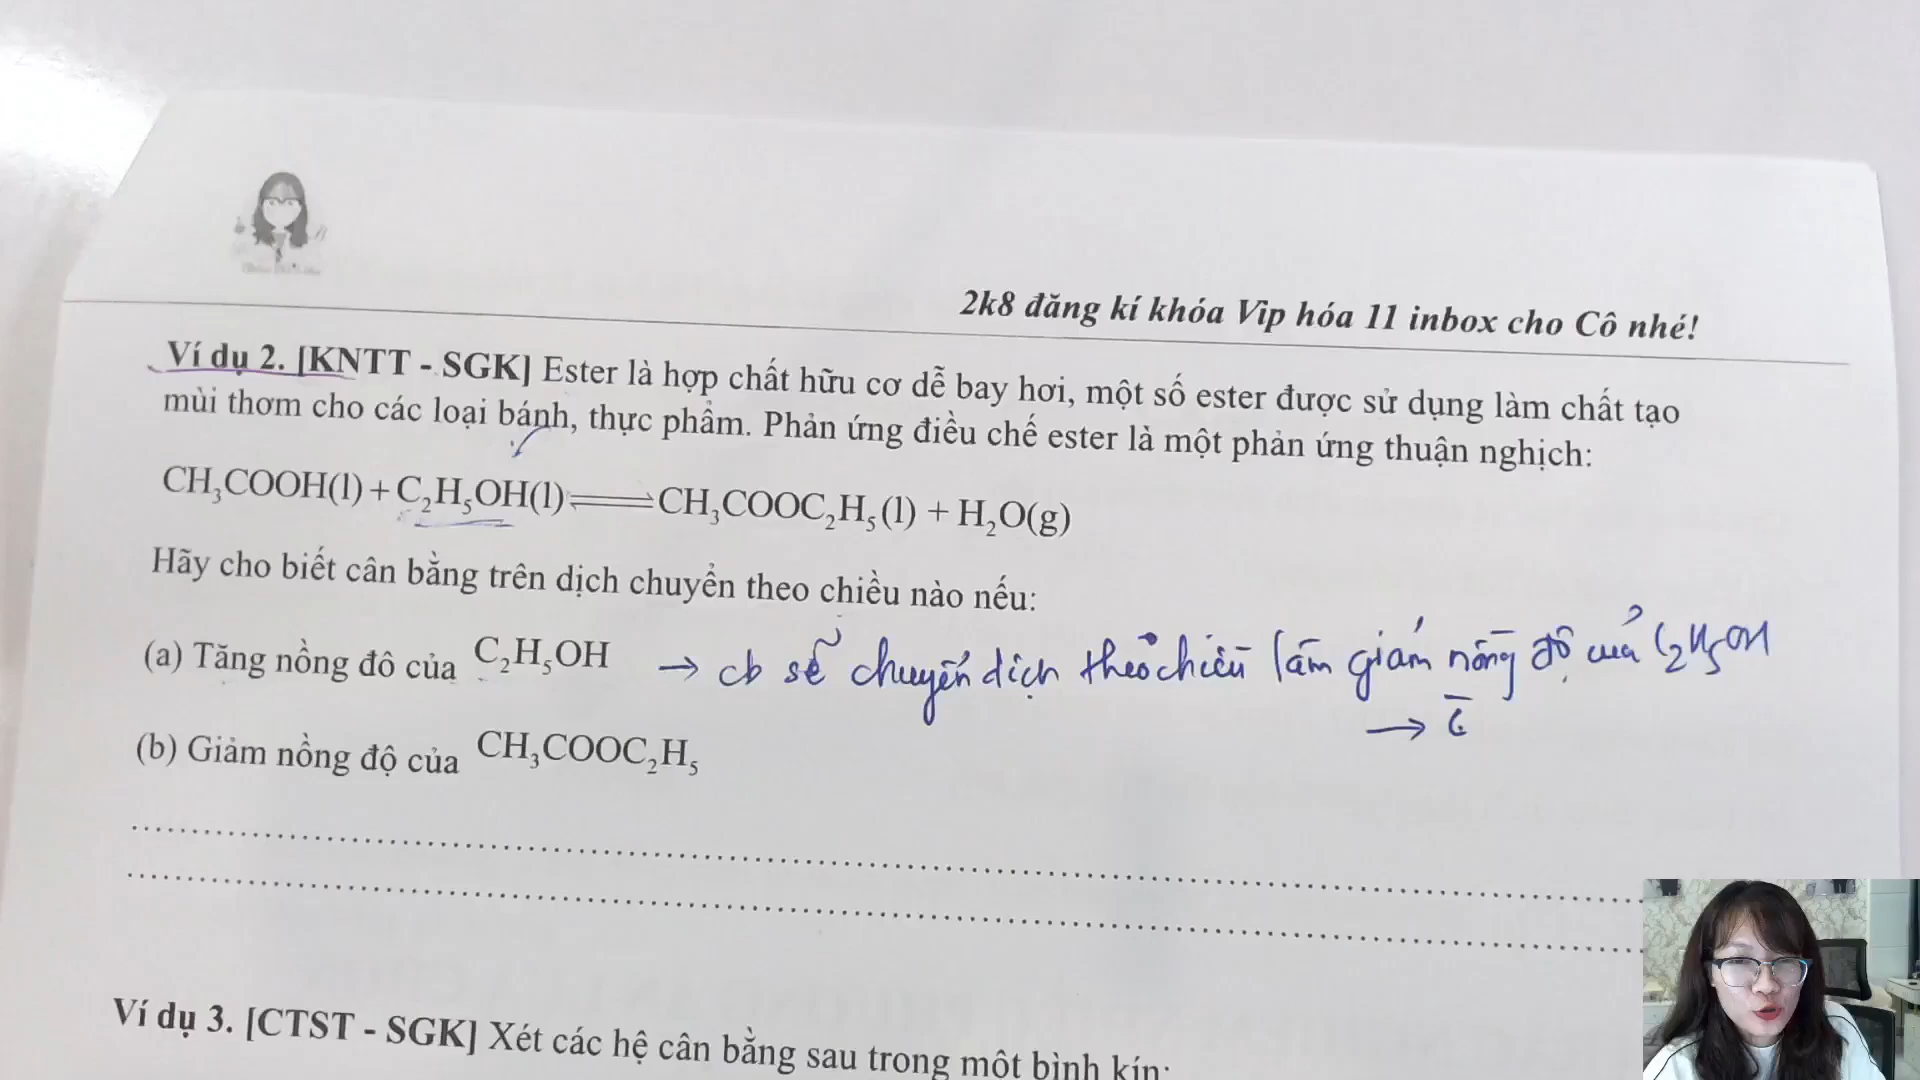 2k8 đăng kí khóa Vip hóa 11 inbox cho Cô nhé!
Ví dụ 2. [KNTT - SGK] Ester là hợp chất hữu cơ dễ bay hơi, một số ester được sử dụng làm chất tạo
mùi thơm cho các loại bánh, thực phẩm. Phản ứng điều chế ester là một phản ứng thuận nghịch:
CH₃COOH(l) + C₂H₅OH(l) ⇌ CH₃COOC₂H₅(l) + H₂O(g)
Hãy cho biết cân bằng trên dịch chuyển theo chiều nào nếu:
(a) Tăng nồng đô của C₂H₅OH → cb sẽ chuyển dịch theo chiều làm giảm nồng độ của C₂H₅OH
→
(b) Giảm nồng độ của CH₃COOC₂H₅
Ví dụ 3. [CTST - SGK] Xét các hệ cân bằng sau trong một bình kín: